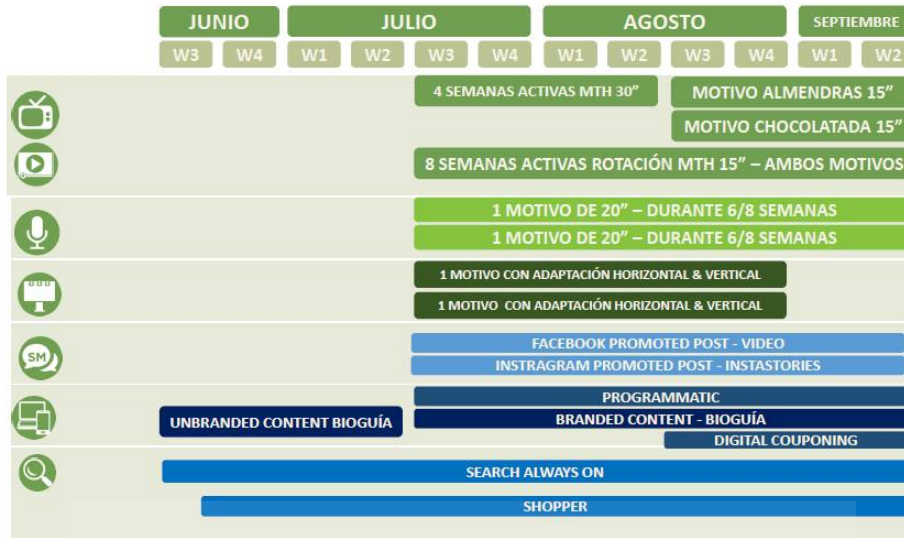 JUNIO JULIO AGOSTO SEPTIEMBRE
W3 W4 W1 W2 W3 W4 W1 W2 W3 W4 W1 W2
4 SEMANAS ACTIVAS MTH 30” MOTIVO ALMENDRAS 15”
MOTIVO CHOCOLATADA 15”
8 SEMANAS ACTIVAS ROTACIÓN MTH 15” – AMBOS MOTIVOS
1 MOTIVO DE 20” – DURANTE 6/8 SEMANAS
1 MOTIVO DE 20” – DURANTE 6/8 SEMANAS
1 MOTIVO CON ADAPTACIÓN HORIZONTAL & VERTICAL
1 MOTIVO CON ADAPTACIÓN HORIZONTAL & VERTICAL
SM
FACEBOOK PROMOTED POST - VIDEO
INSTRAGRAM PROMOTED POST - INSTASTORIES
PROGRAMMATIC
UNBRANDED CONTENT BIOGUÍA BRANDED CONTENT - BIOGUÍA
DIGITAL COUPONING
SEARCH ALWAYS ON
SHOPPER